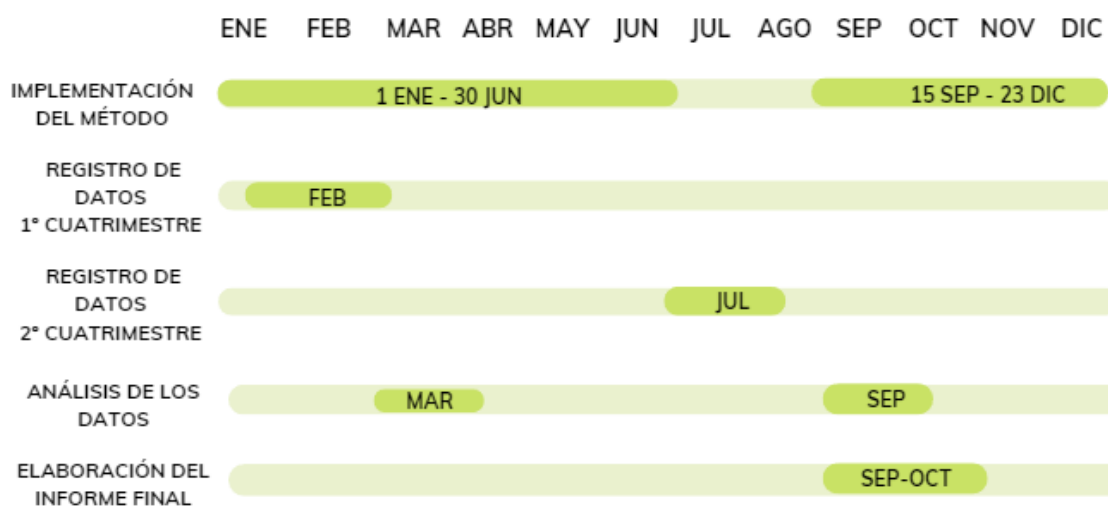 ENE FEB MAR ABR MAY JUN JUL AGO SEP OCT NOV DIC
IMPLEMENTACIÓN
DEL MÉTODO
1 ENE - 30 JUN
15 SEP - 23 DIC
REGISTRO DE
DATOS
1° CUATRIMESTRE
FEB
REGISTRO DE
DATOS
2° CUATRIMESTRE
JUL
ANÁLISIS DE LOS
DATOS
MAR
SEP
ELABORACIÓN DEL
INFORME FINAL
SEP-OCT